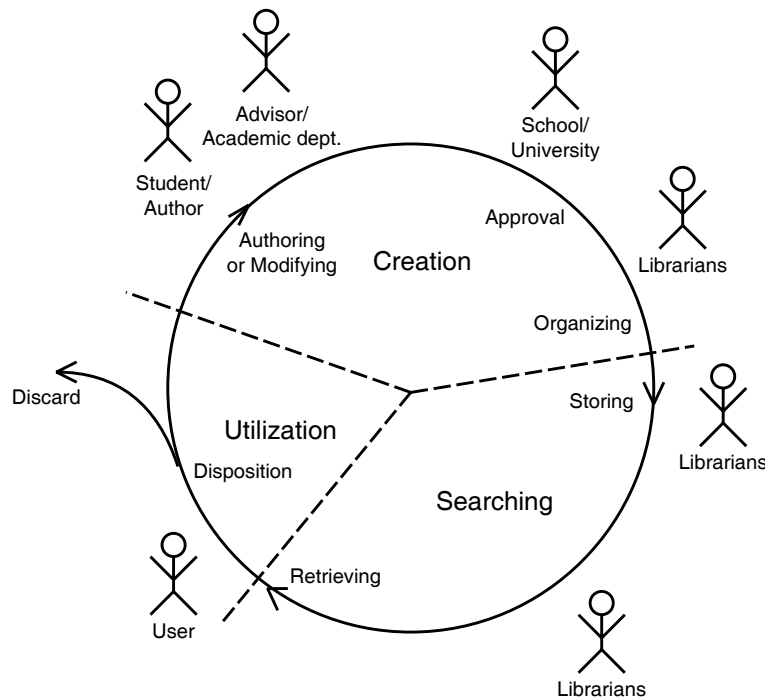 Advisor/
Academic dept.
School/
University
Student/
Author
Approval
Authoring
or Modifying
Creation
Librarians
Organizing
Discard
Storing
Utilization
Disposition
Librarians
Searching
Retrieving
User
Librarians